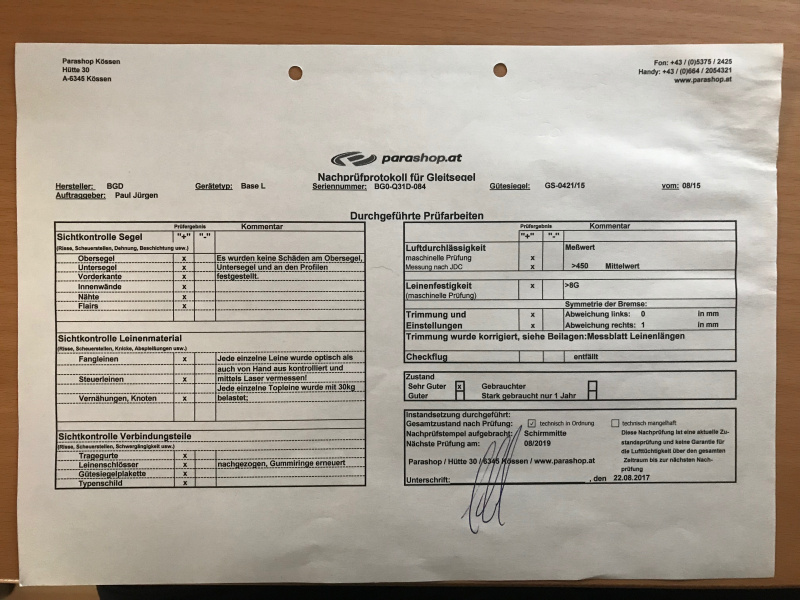 Parashop Kössen
Hütte 30
A-6345 Kössen
Fon: +43 / (0)5375 / 2425
Handy: +43 / (0)664 / 2054321
www.parashop.at
parashop.at
Nachprüfprotokoll für Gleitsegel
Hersteller: BGD Gerätetyp: Base L Seriennummer: BG0-Q31D-084 Gütesiegel: GS-0421/15 vom: 08/15
Auftraggeber: Paul Jürgen
Durchgeführte Prüfarbeiten
Prüfergebnis Kommentar
Sichtkontrolle Segel "+" "-"
(Risse, Scheuerstellen, Dehnung, Beschichtung usw.)
Obersegel x Es wurden keine Schäden am Obersegel,
Untersegel x Untersegel und an den Profilen
Vorderkante x festgestellt.
Innenwände x
Nähte x
Flairs x
Sichtkontrolle Leinenmaterial
(Risse, Scheuerstellen, Knicke, Abspleißungen usw.)
Fangleinen x Jede einzelne Leine wurde optisch als
auch von Hand aus kontrolliert und
Steuerleinen x mittels Laser vermessen!
Jede einzelne Topleine wurde mit 30kg
Vernähungen, Knoten x belastet;
Sichtkontrolle Verbindungsteile
(Risse, Scheuerstellen, Schwergängigkeit usw.)
Tragegurte x
Leinenschlösser x nachgezogen, Gummiringe erneuert
Gütesiegelplakette x
Typenschild x
Prüfergebnis Kommentar
"+" "-"
Luftdurchlässigkeit Meßwert
maschinelle Prüfung x
Messung nach JDC x >450 Mittelwert
Leinenfestigkeit x >8G
(maschinelle Prüfung)
Symmetrie der Bremse:
Trimmung und x Abweichung links: 0 in mm
Einstellungen x Abweichung rechts: 1 in mm
Trimmung wurde korrigiert, siehe Beilagen:Messblatt Leinenlängen
Checkflug entfällt
Zustand
Sehr Guter x Gebrauchter
Guter Stark gebraucht nur 1 Jahr
Instandsetzung durchgeführt:
Gesamtzustand nach Prüfung: ☑ technisch in Ordnung ☐ technisch mangelhaft
Nachprüfstempel aufgebracht: Schirmmitte
Nächste Prüfung am: 08/2019
Diese Nachprüfung ist eine aktuelle Zu-
standsprüfung und keine Garantie für
die Lufttüchtigkeit über den gesamten
Zeitraum bis zur nächsten Nach-
prüfung
Parashop / Hütte 30 / 6345 Kössen / www.parashop.at
Unterschrift: , den 22.08.2017